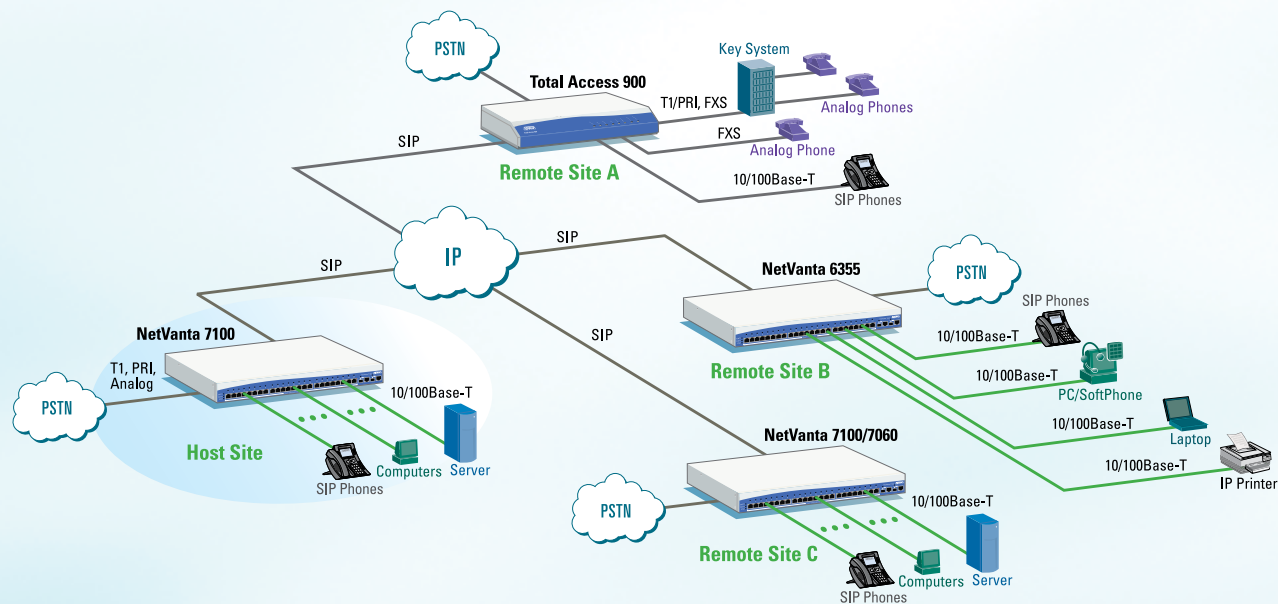 PSTN
Key System
Total Access 900
T1/PRI, FXS
Analog Phones
SIP
FXS
Analog Phone
Remote Site A
10/100Base-T
SIP Phones
SIP
IP
SIP
NetVanta 6355
PSTN
SIP Phones
NetVanta 7100
SIP
10/100Base-T
T1, PRI,
Analog
10/100Base-T
Remote Site B
10/100Base-T
PC/SoftPhone
PSTN
10/100Base-T
Laptop
Host Site
NetVanta 7100/7060
Computers
Server
10/100Base-T
IP Printer
SIP Phones
PSTN
10/100Base-T
Remote Site C
Computers
Server
SIP Phones